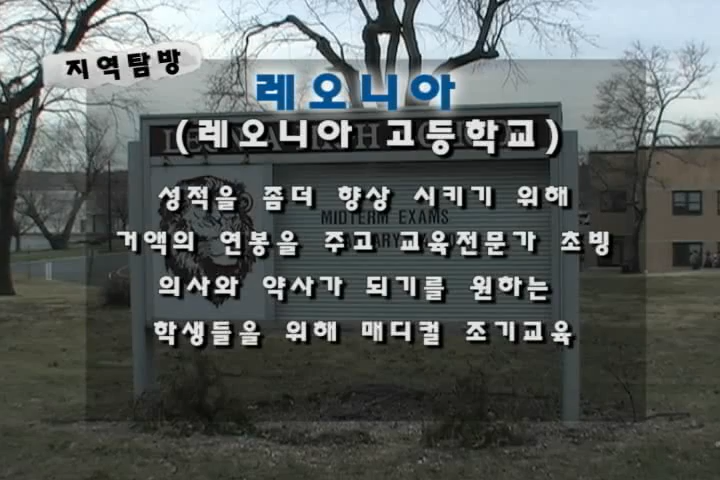 지역탐방
레오니아
(레오니아 고등학교)
성적을 좀더 향상 시키기 위해
MIDTERM EXAMS
거액의 연봉을 주고 교육전문가 초빙
의사와 약사가 되기를 원하는
학생들을 위해 매디컬 조기교육